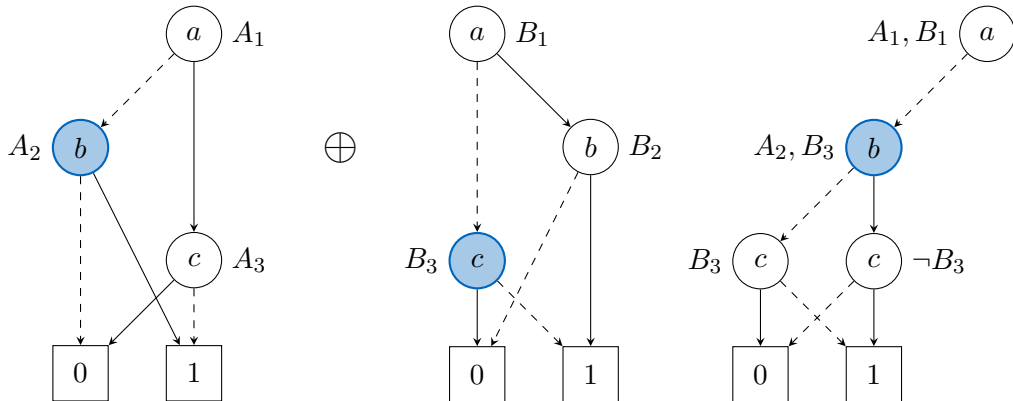 a A₁ a B₁ A₁, B₁ a
A₂ b ⊕ b B₂ A₂, B₃ b
c A₃ B₃ c B₃ c c ¬B₃
0 1 0 1 0 1